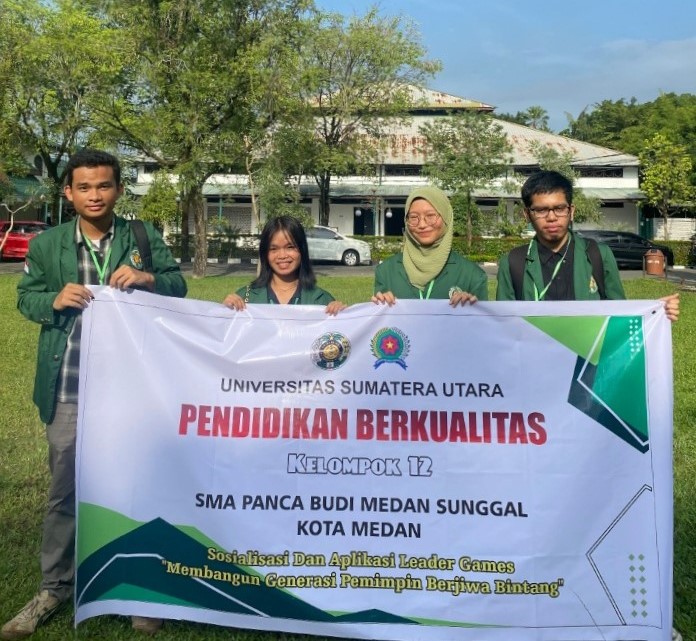 UNIVERSITAS SUMATERA UTARA
PENDIDIKAN BERKUALITAS
KELOMPOK 12
SMA PANCA BUDI MEDAN SUNGGAL
KOTA MEDAN
Sosialisasi Dan Aplikasi Leader Games
"Membangun Generasi Pemimpin Berjiwa Bintang"